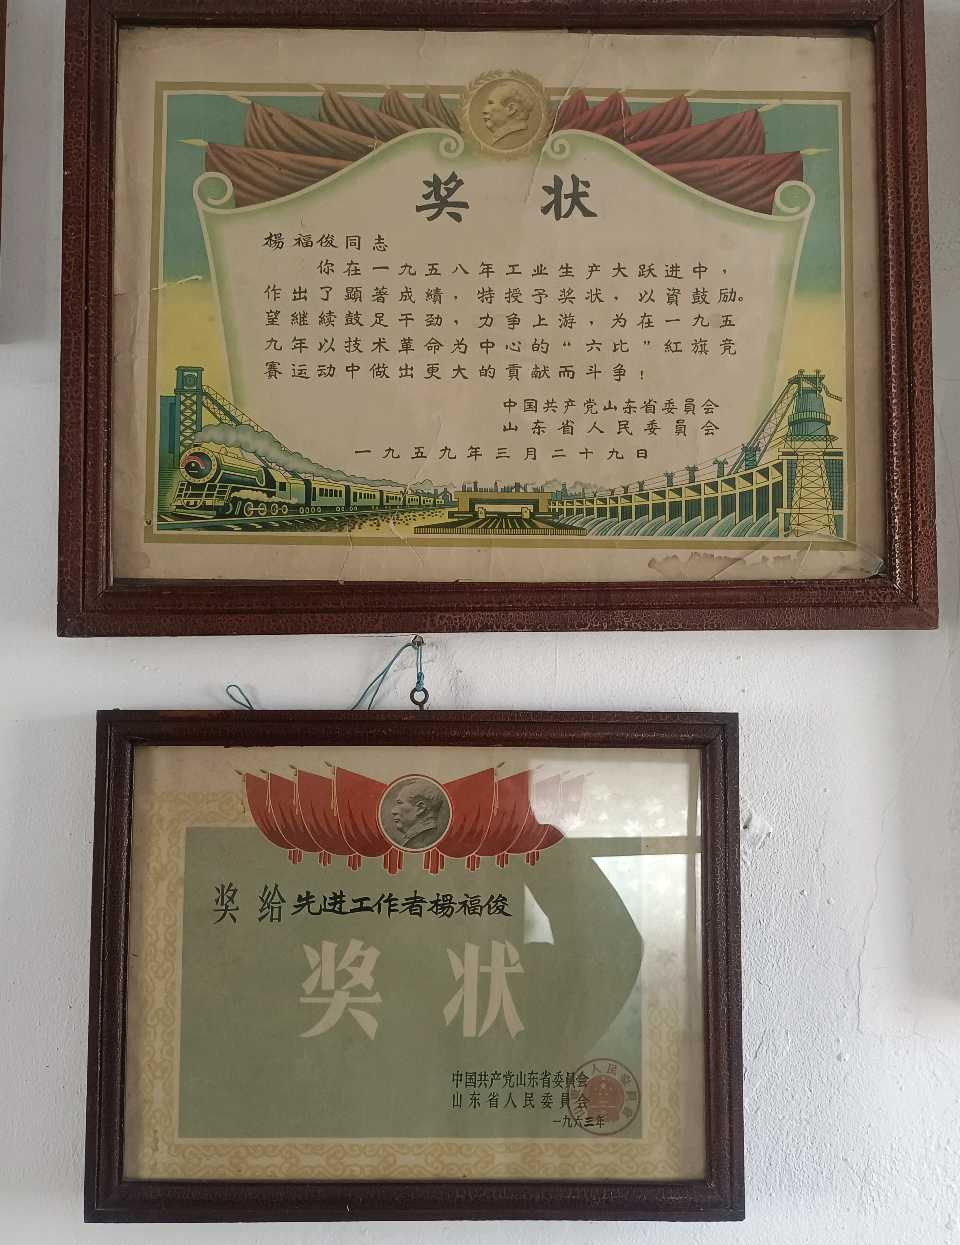 奖 状
楊福俊同志
你在一九五八年工业生产大跃进中，
作出了顯著成績，特授予奖状，以資鼓励。
望繼續鼓足干劲，力争上游，为在一九五
九年以技术革命为中心的“六比”紅旗竞
賽运动中做出更大的貢献而斗争！
中国共产党山东省委員会
山东省人民委員会
一九五九年三月二十九日
奖给先进工作者楊福俊
奖状
中国共产党山东省委員会
山东省人民委員会
一九六三年